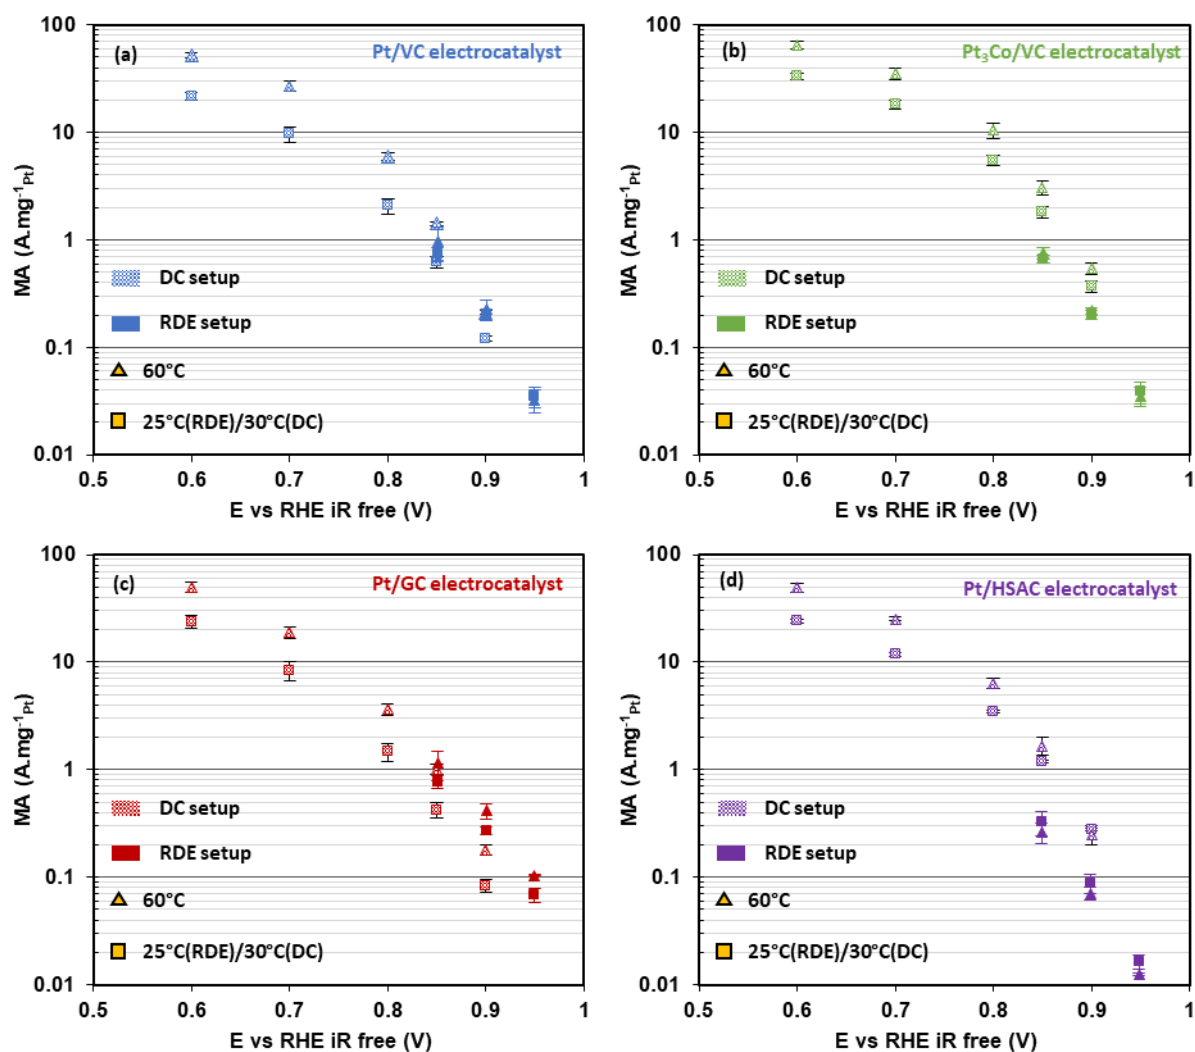 (a)
Pt/VC electrocatalyst
100
10
1
0.1
0.01
MA (A.mg⁻¹Pt)
DC setup
RDE setup
60°C
25°C(RDE)/30°C(DC)
0.5 0.6 0.7 0.8 0.9 1
E vs RHE iR free (V)
(b)
Pt₃Co/VC electrocatalyst
100
10
1
0.1
0.01
MA (A.mg⁻¹Pt)
DC setup
RDE setup
60°C
25°C(RDE)/30°C(DC)
0.5 0.6 0.7 0.8 0.9 1
E vs RHE iR free (V)
(c)
Pt/GC electrocatalyst
100
10
1
0.1
0.01
MA (A.mg⁻¹Pt)
DC setup
RDE setup
60°C
25°C(RDE)/30°C(DC)
0.5 0.6 0.7 0.8 0.9 1
E vs RHE iR free (V)
(d)
Pt/HSAC electrocatalyst
100
10
1
0.1
0.01
MA (A.mg⁻¹Pt)
DC setup
RDE setup
60°C
25°C(RDE)/30°C(DC)
0.5 0.6 0.7 0.8 0.9 1
E vs RHE iR free (V)